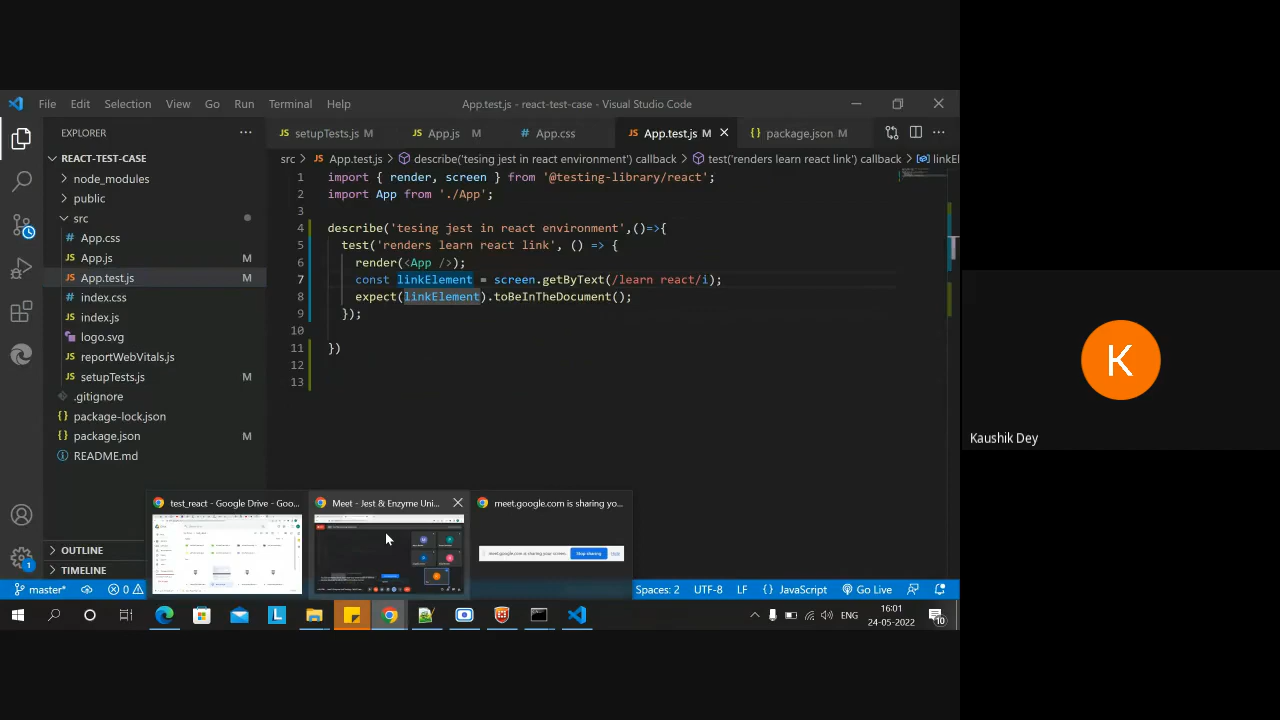 File Edit Selection View Go Run Terminal Help
App.test.js - react-test-case - Visual Studio Code
EXPLORER
setupTests.js M
App.js M
App.css
App.test.js M
package.json M
src > App.test.js > describe('tesing jest in react environment') callback > test('renders learn react link') callback > linkEl
REACT-TEST-CASE
node_modules
public
src
App.css
App.js M
App.test.js M
index.css
index.js
logo.svg
reportWebVitals.js
setupTests.js M
.gitignore
package-lock.json
package.json M
README.md
OUTLINE
TIMELINE
1 import { render, screen } from '@testing-library/react';
2 import App from './App';
3
4 describe('tesing jest in react environment',()=>{
5 test('renders learn react link', () => {
6 render(<App />);
7 const linkElement = screen.getByText(/learn react/i);
8 expect(linkElement).toBeInTheDocument();
9 });
10
11 })
12
13
test_react - Google Drive - Goo...
Meet - Jest & Enzyme Uni...
meet.google.com is sharing yo...
Stop sharing
master*
0
Spaces: 2 UTF-8 LF {} JavaScript Go Live
1
L
ENG
16:01
24-05-2022
10
K
Kaushik Dey